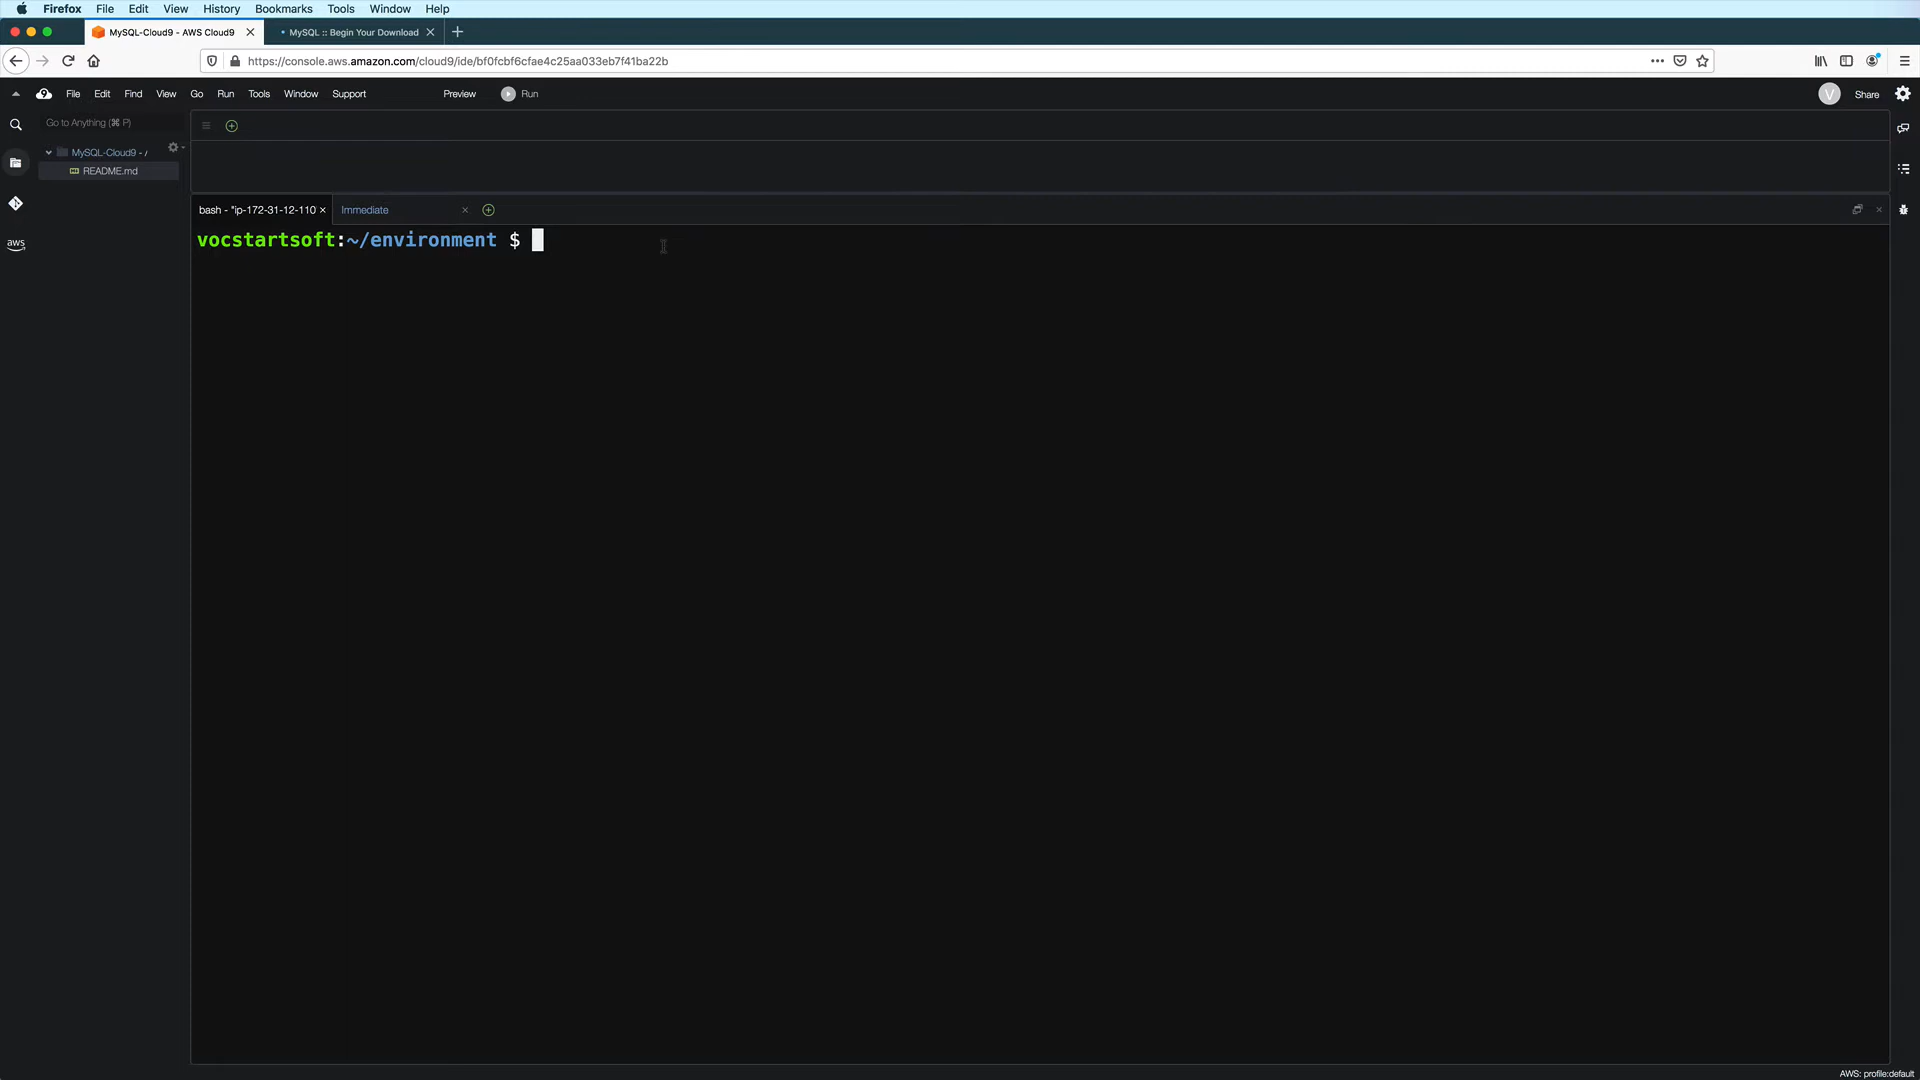 Firefox File Edit View History Bookmarks Tools Window Help
MySQL-Cloud9 - AWS Cloud9 MySQL :: Begin Your Download
https://console.aws.amazon.com/cloud9/ide/bf0fcbf6cfae4c25aa033eb7f41ba22b
9 File Edit Find View Go Run Tools Window Support Preview Run V Share
Go to Anything (⌘ P)
MySQL-Cloud9 - /
README.md
bash - "ip-172-31-12-110 Immediate
vocstartsoft:~/environment $
aws
AWS: profile:default